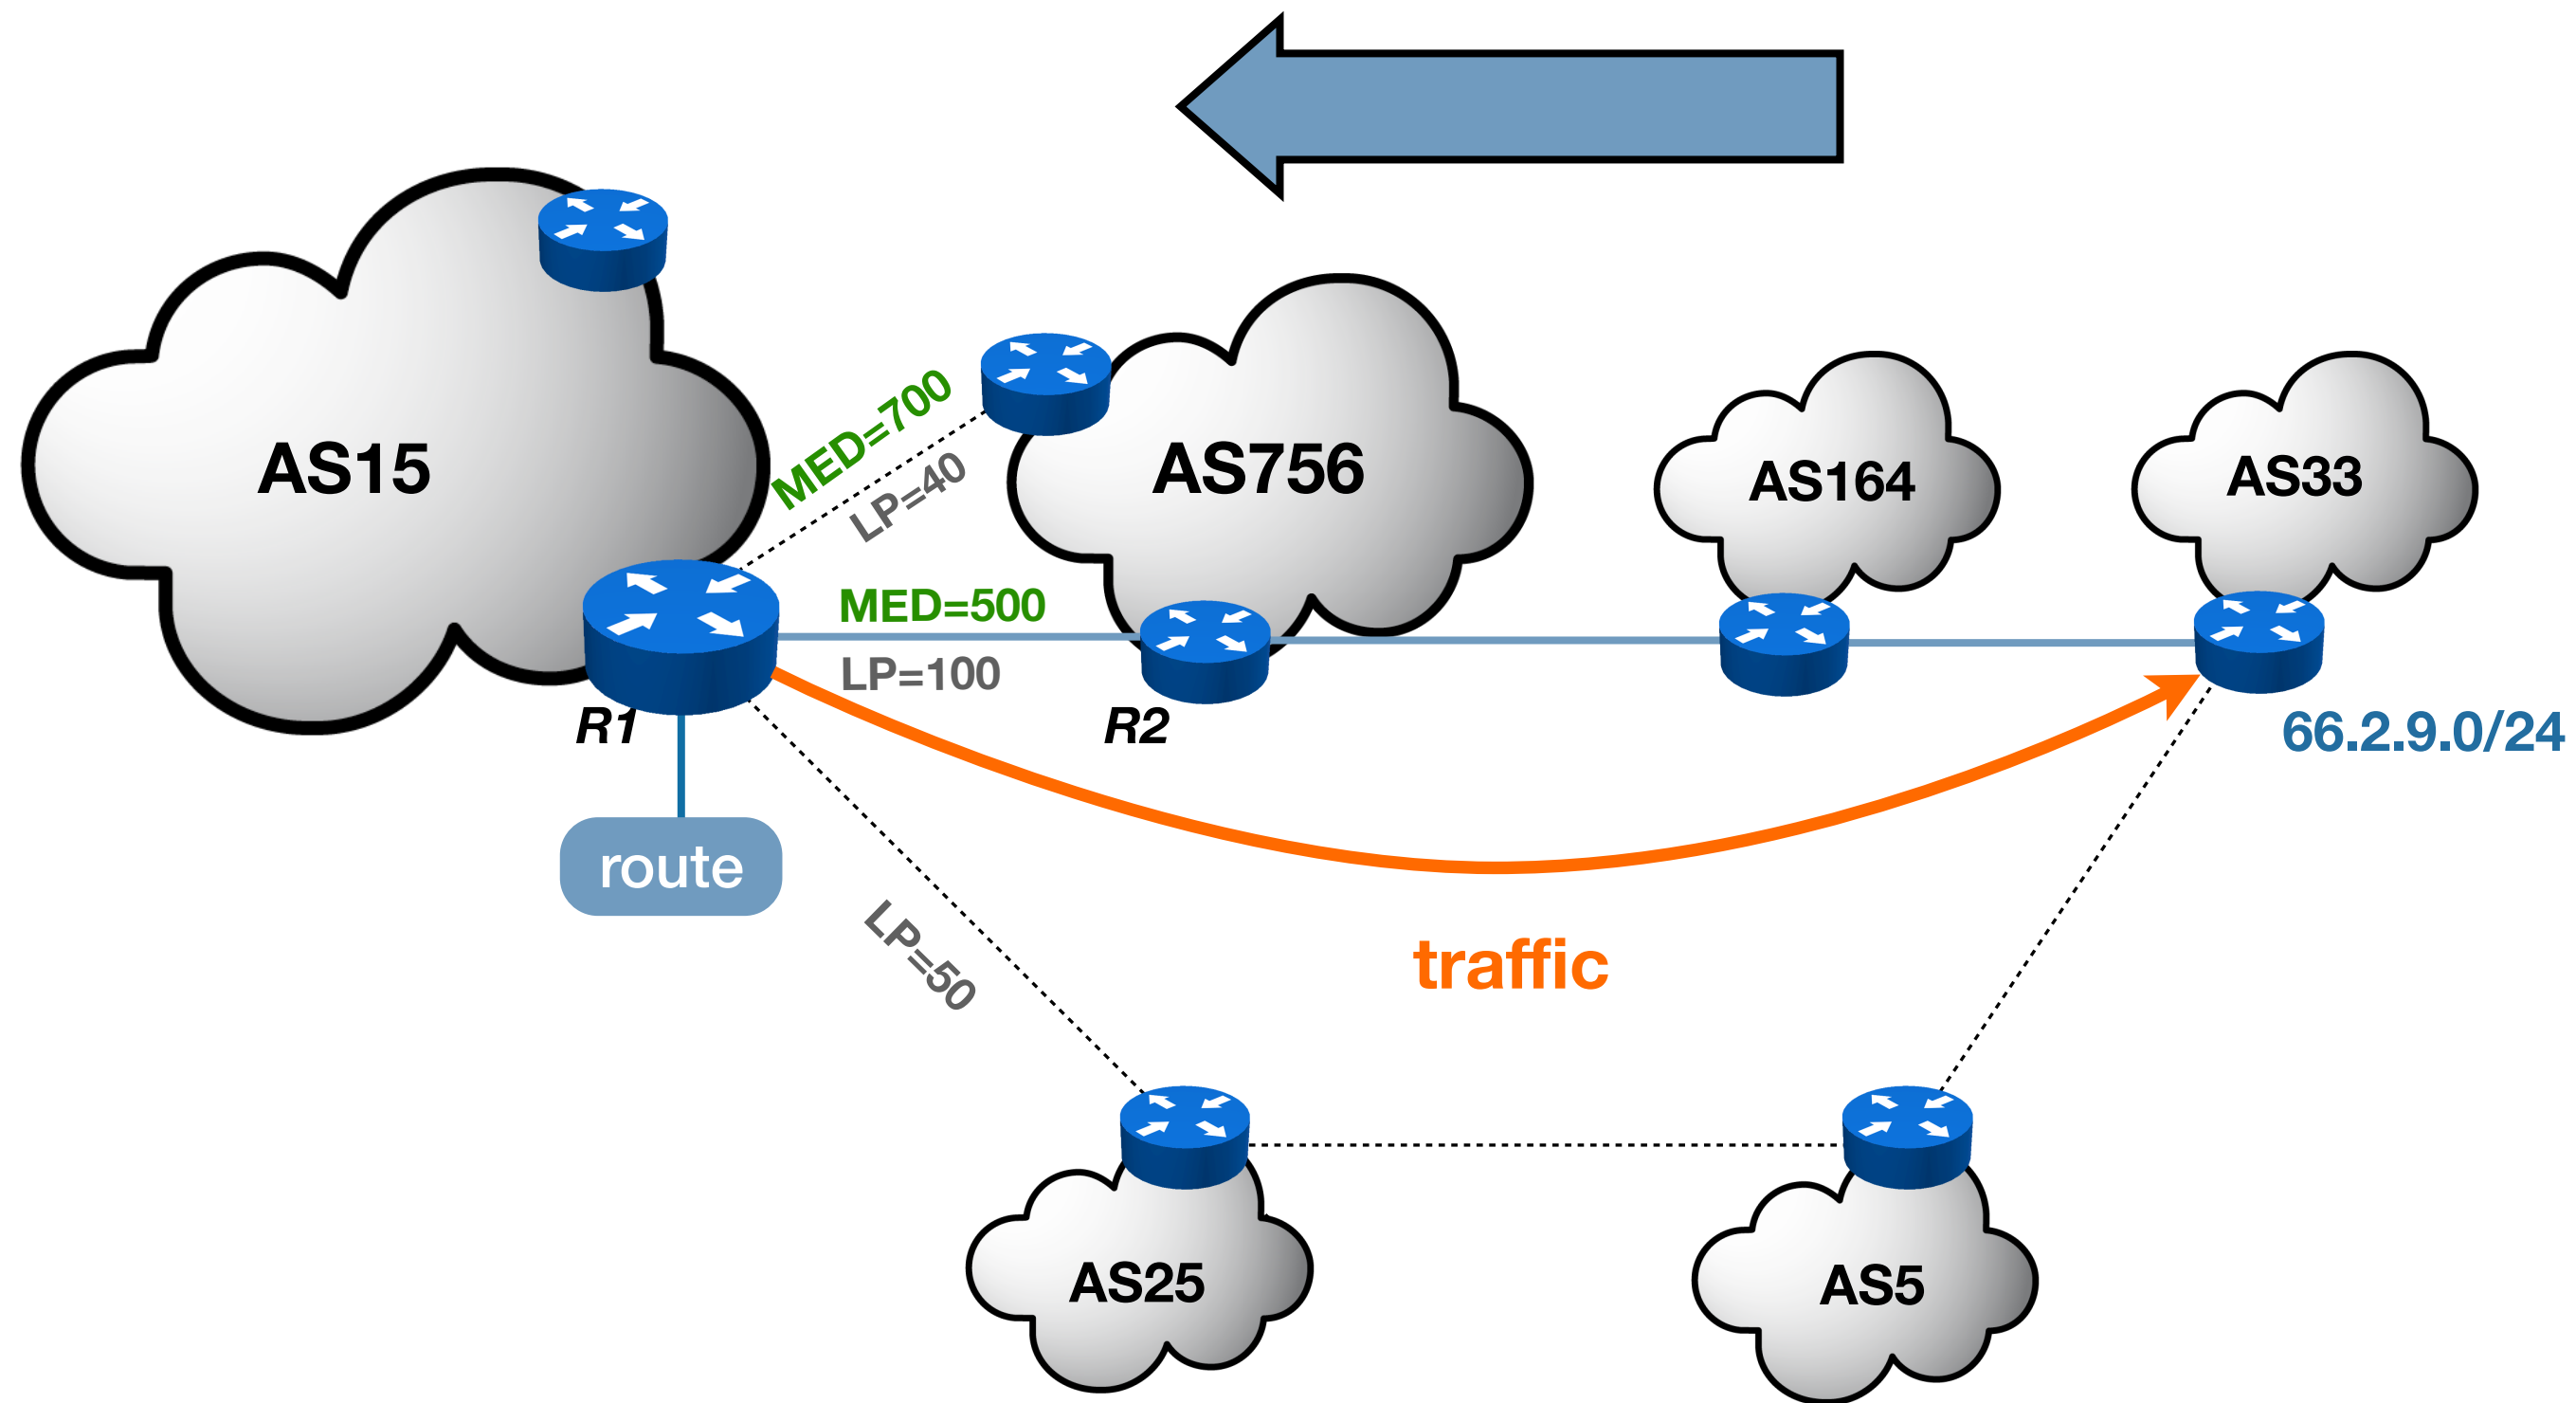 AS15
MED=700
LP=40
AS756
AS164
AS33
MED=500
LP=100
R1
R2
66.2.9.0/24
route
LP=50
traffic
AS25
AS5